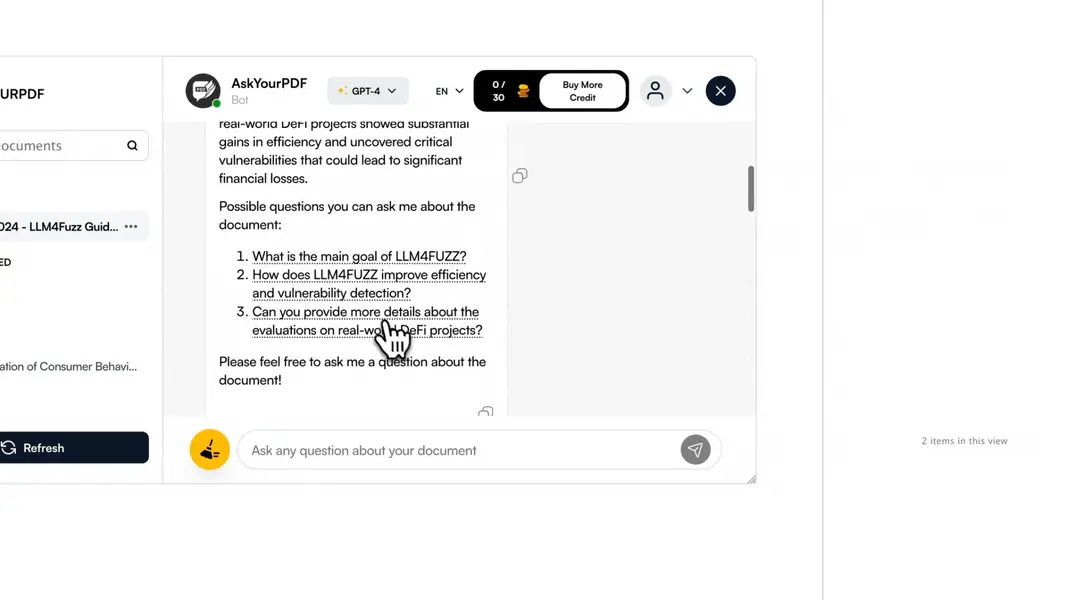 URPDF
ocuments
024 - LLM4Fuzz Guid...
ED
ation of Consumer Behavi...
Refresh
AskYourPDF
Bot
GPT-4
EN
0 /
30
Buy More
Credit
real-world DeFi projects showed substantial
gains in efficiency and uncovered critical
vulnerabilities that could lead to significant
financial losses.
Possible questions you can ask me about the
document:
1. What is the main goal of LLM4FUZZ?
2. How does LLM4FUZZ improve efficiency
and vulnerability detection?
3. Can you provide more details about the
evaluations on real-world DeFi projects?
Please feel free to ask me a question about the
document!
Ask any question about your document
2 items in this view